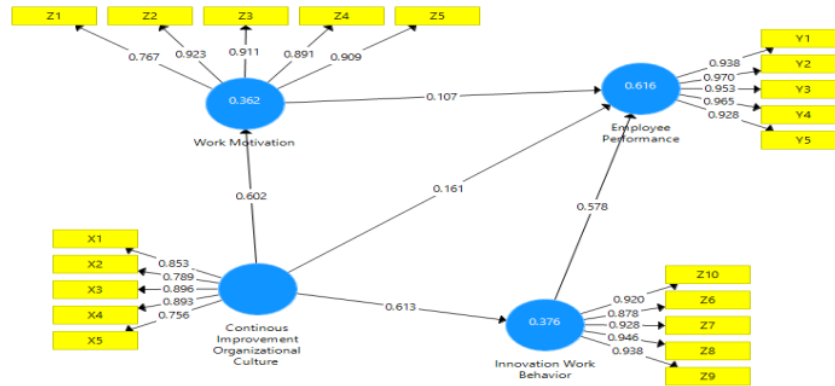 Z1
Z2
Z3
Z4
Z5
0.767
0.923
0.911
0.891
0.909
0.362
Work Motivation
0.107
0.616
Employee
Performance
0.938
0.970
0.953
0.965
0.928
Y1
Y2
Y3
Y4
Y5
0.602
0.161
0.578
X1
X2
X3
X4
X5
0.853
0.789
0.896
0.893
0.756
Continous
Improvement
Organizational
Culture
0.613
0.376
Innovation Work
Behavior
0.920
0.878
0.928
0.946
0.938
Z10
Z6
Z7
Z8
Z9